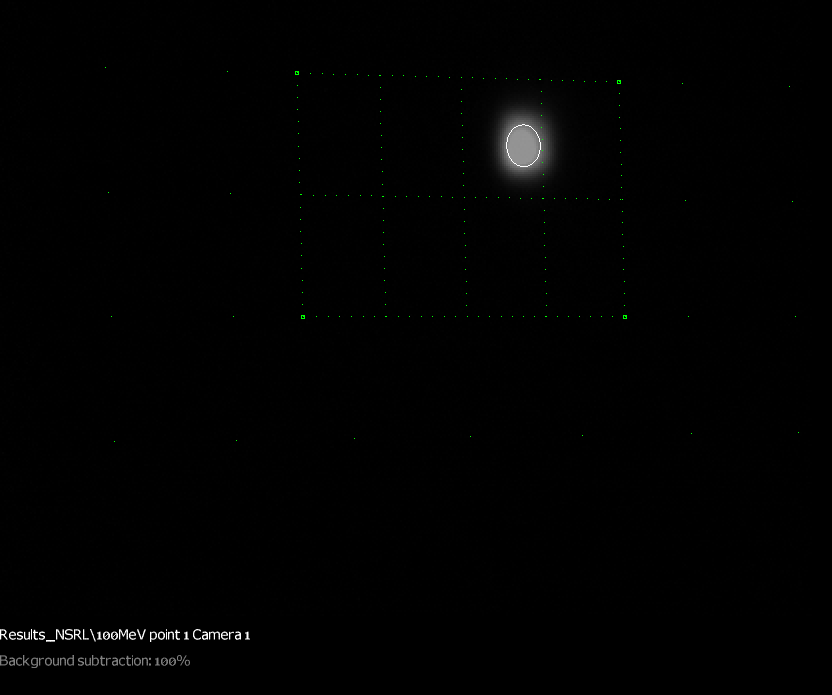 Results_NSRL\100MeV point 1 Camera 1
Background subtraction: 100%